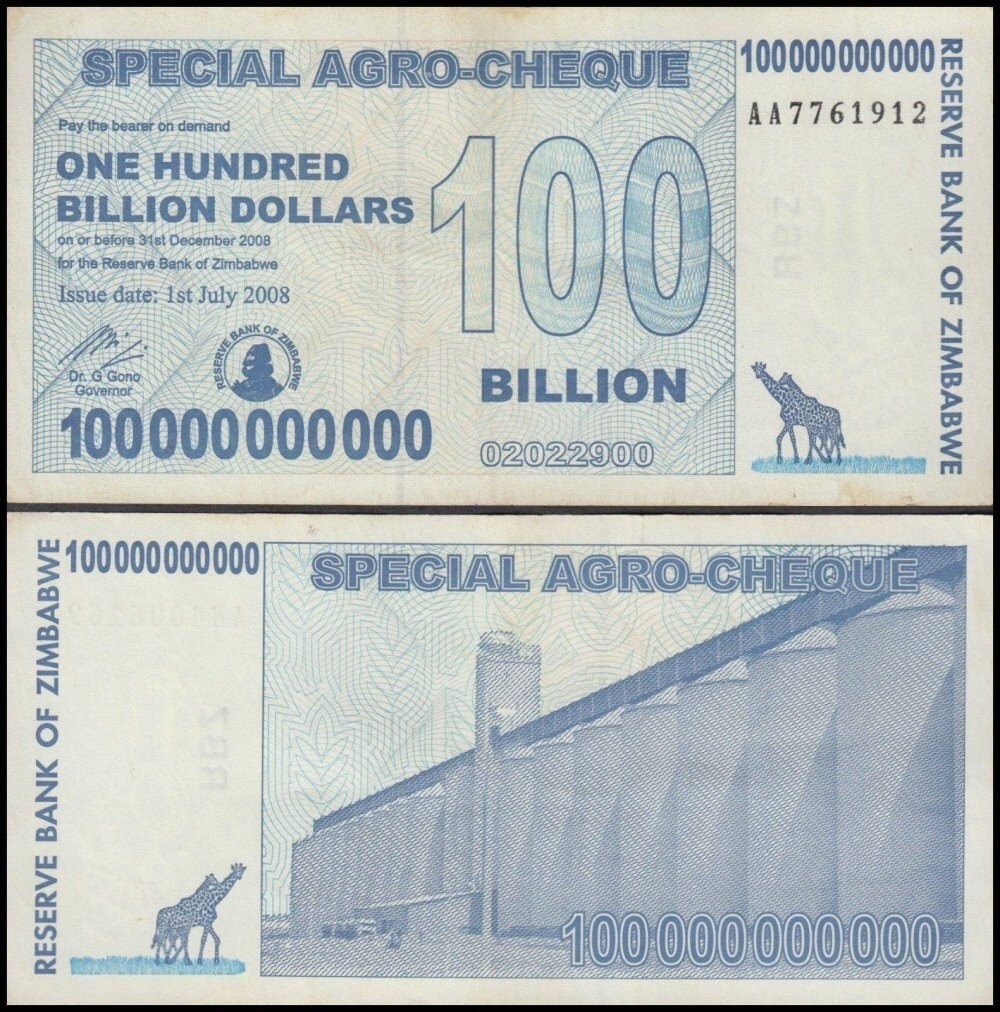 SPECIAL AGRO-CHEQUE
100000000000
AA7761912
Pay the bearer on demand
ONE HUNDRED
BILLION DOLLARS
on or before 31st December 2008
for the Reserve Bank of Zimbabwe
Issue date: 1st July 2008
Dr. G Gono
Governor
RESERVE BANK OF ZIMBABWE
100000000000
100
BILLION
02022900
RBZ
RESERVE BANK OF ZIMBABWE
RESERVE BANK OF ZIMBABWE
100000000000
SPECIAL AGRO-CHEQUE
RBZ
100000000000